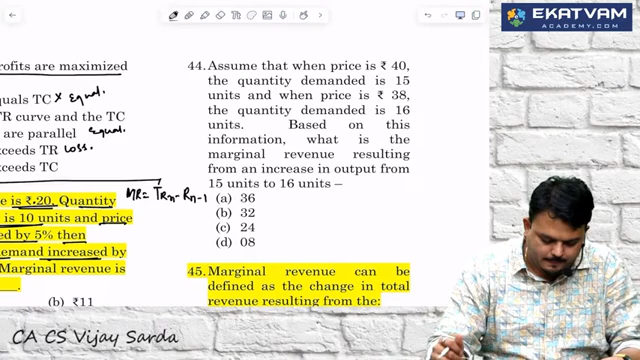 EKATVAM
ACADEMY.COM
rofits are maximized
quals TC × equal.
TR curve and the TC
are parallel equal.
xceeds TR loss.
xceeds TC
e is ₹ 20, Quantity
is 10 units and price
ed by 5% then
demand increased by
Marginal revenue is
(b) ₹11
MR= TRn - Rn-1
44. Assume that when price is ₹ 40,
the quantity demanded is 15
units and when price is ₹ 38,
the quantity demanded is 16
units. Based on this
information, what is the
marginal revenue resulting
from an increase in output from
15 units to 16 units –
(a) 36
(b) 32
(c) 24
(d) 08
45. Marginal revenue can be
defined as the change in total
revenue resulting from the:
CA CS Vijay Sarda